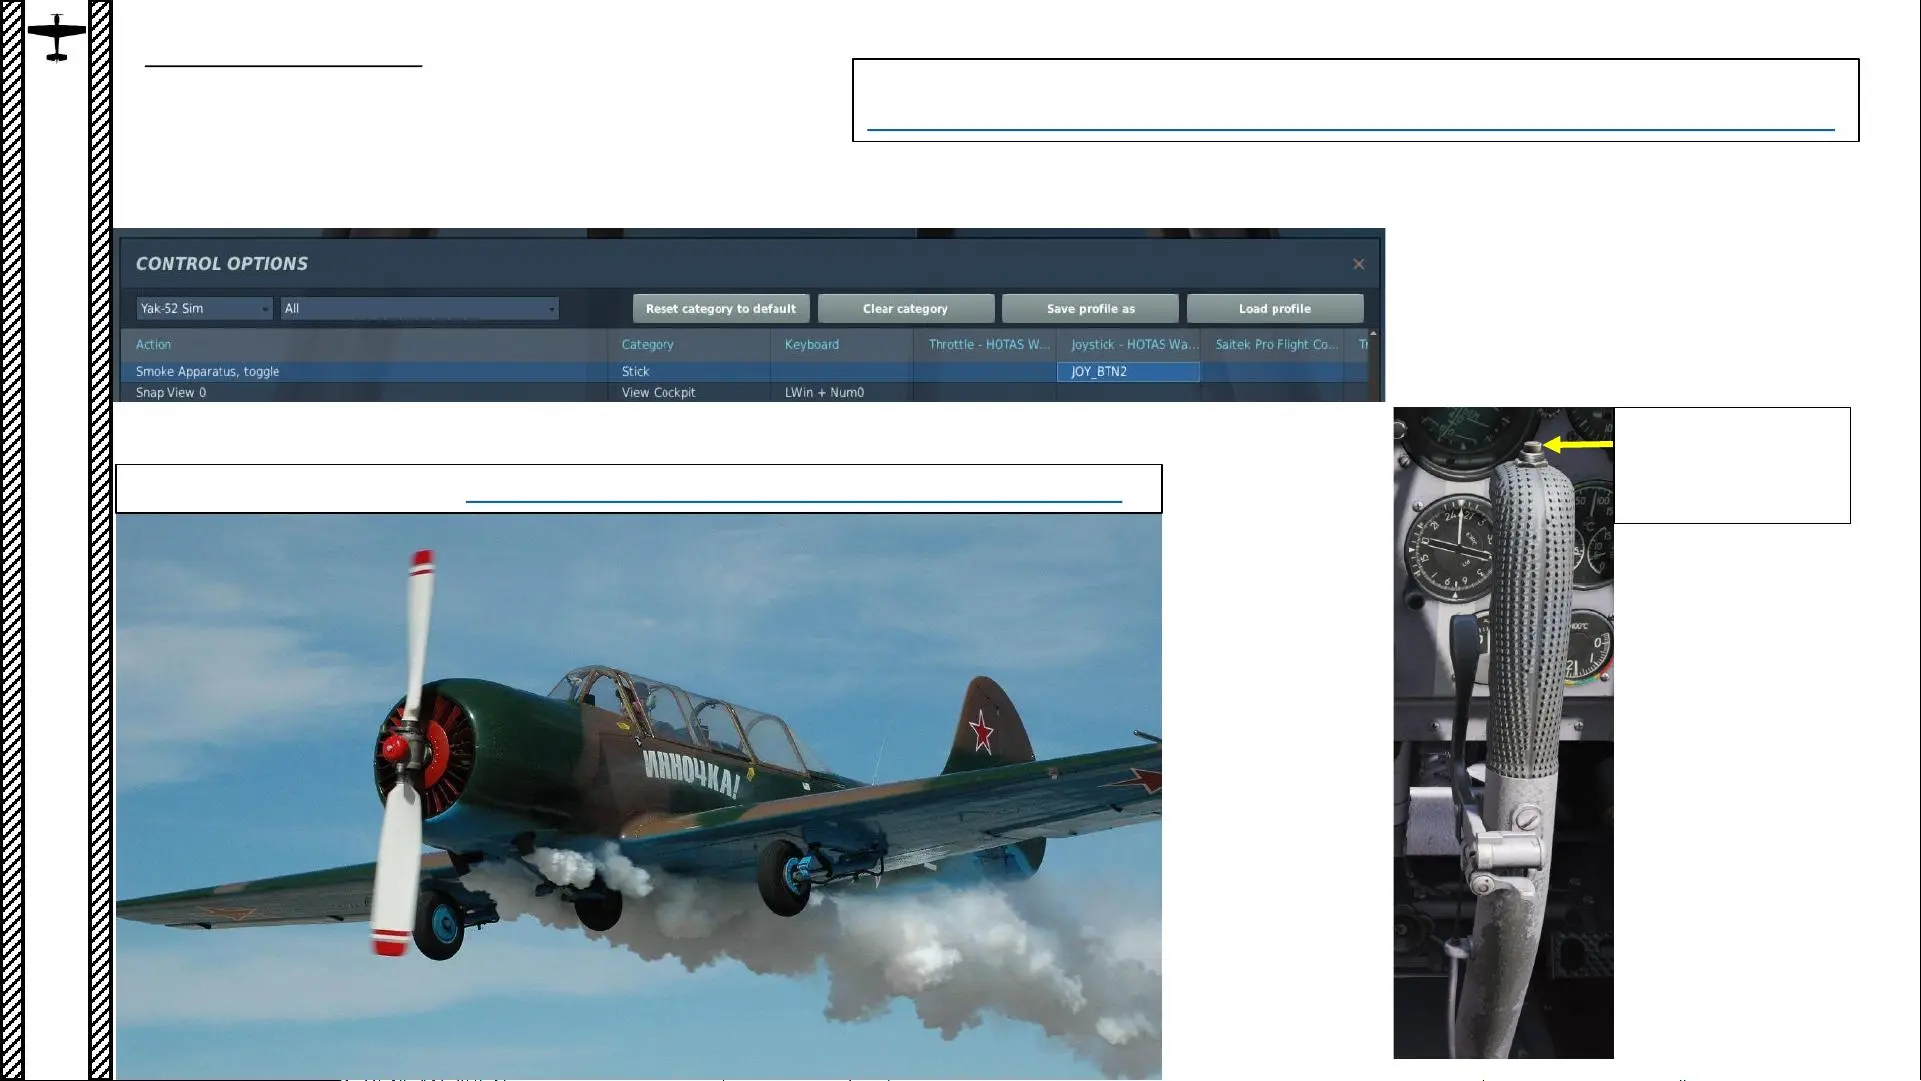 CONTROL OPTIONS
Yak-52 Sim All Reset category to default Clear category Save profile as Load profile
Action Category Keyboard Throttle - HOTAS W... Joystick - HOTAS Wa... Saitek Pro Flight Co... Tr
Smoke Apparatus, toggle Stick JOY_BTN2
Snap View 0 View Cockpit LWin + Num0
ИННОЧКА!